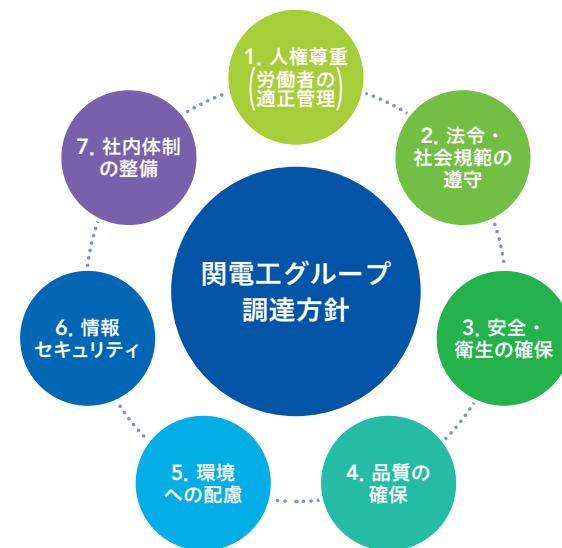 関電工グループ
調達方針
1. 人権尊重
(労働者の
適正管理)
2. 法令・
社会規範の
遵守
3. 安全・
衛生の確保
4. 品質の
確保
5. 環境
への配慮
6. 情報
セキュリティ
7. 社内体制
の整備